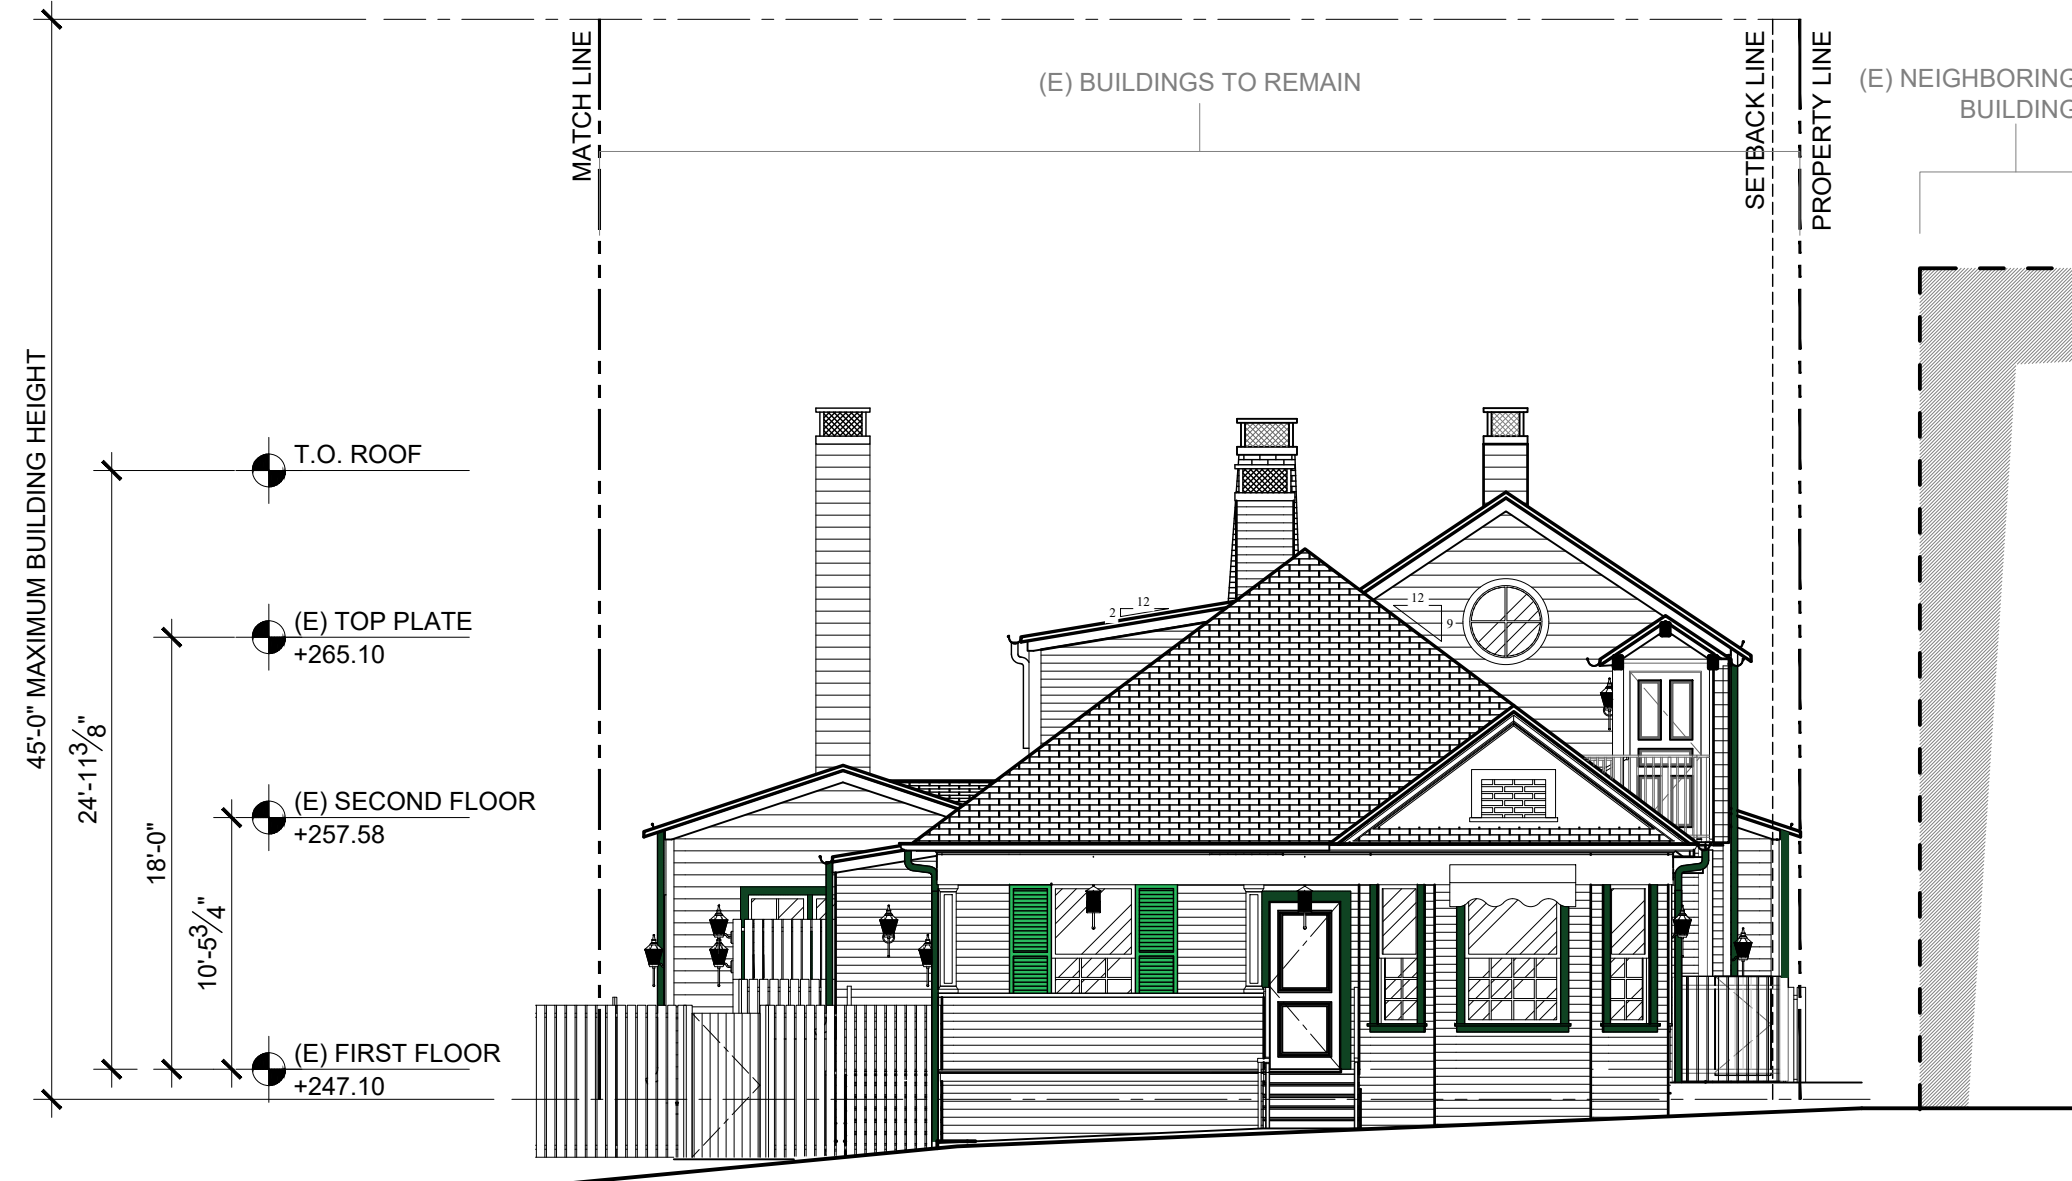 MATCH LINE
(E) BUILDINGS TO REMAIN
SETBACK LINE
PROPERTY LINE
(E) NEIGHBORING
BUILDING
45'-0" MAXIMUM BUILDING HEIGHT
T.O. ROOF
(E) TOP PLATE
+265.10
(E) SECOND FLOOR
+257.58
(E) FIRST FLOOR
+247.10
24'-11 3/8"
18'-0"
10'-5 3/4"
12
2
12
9